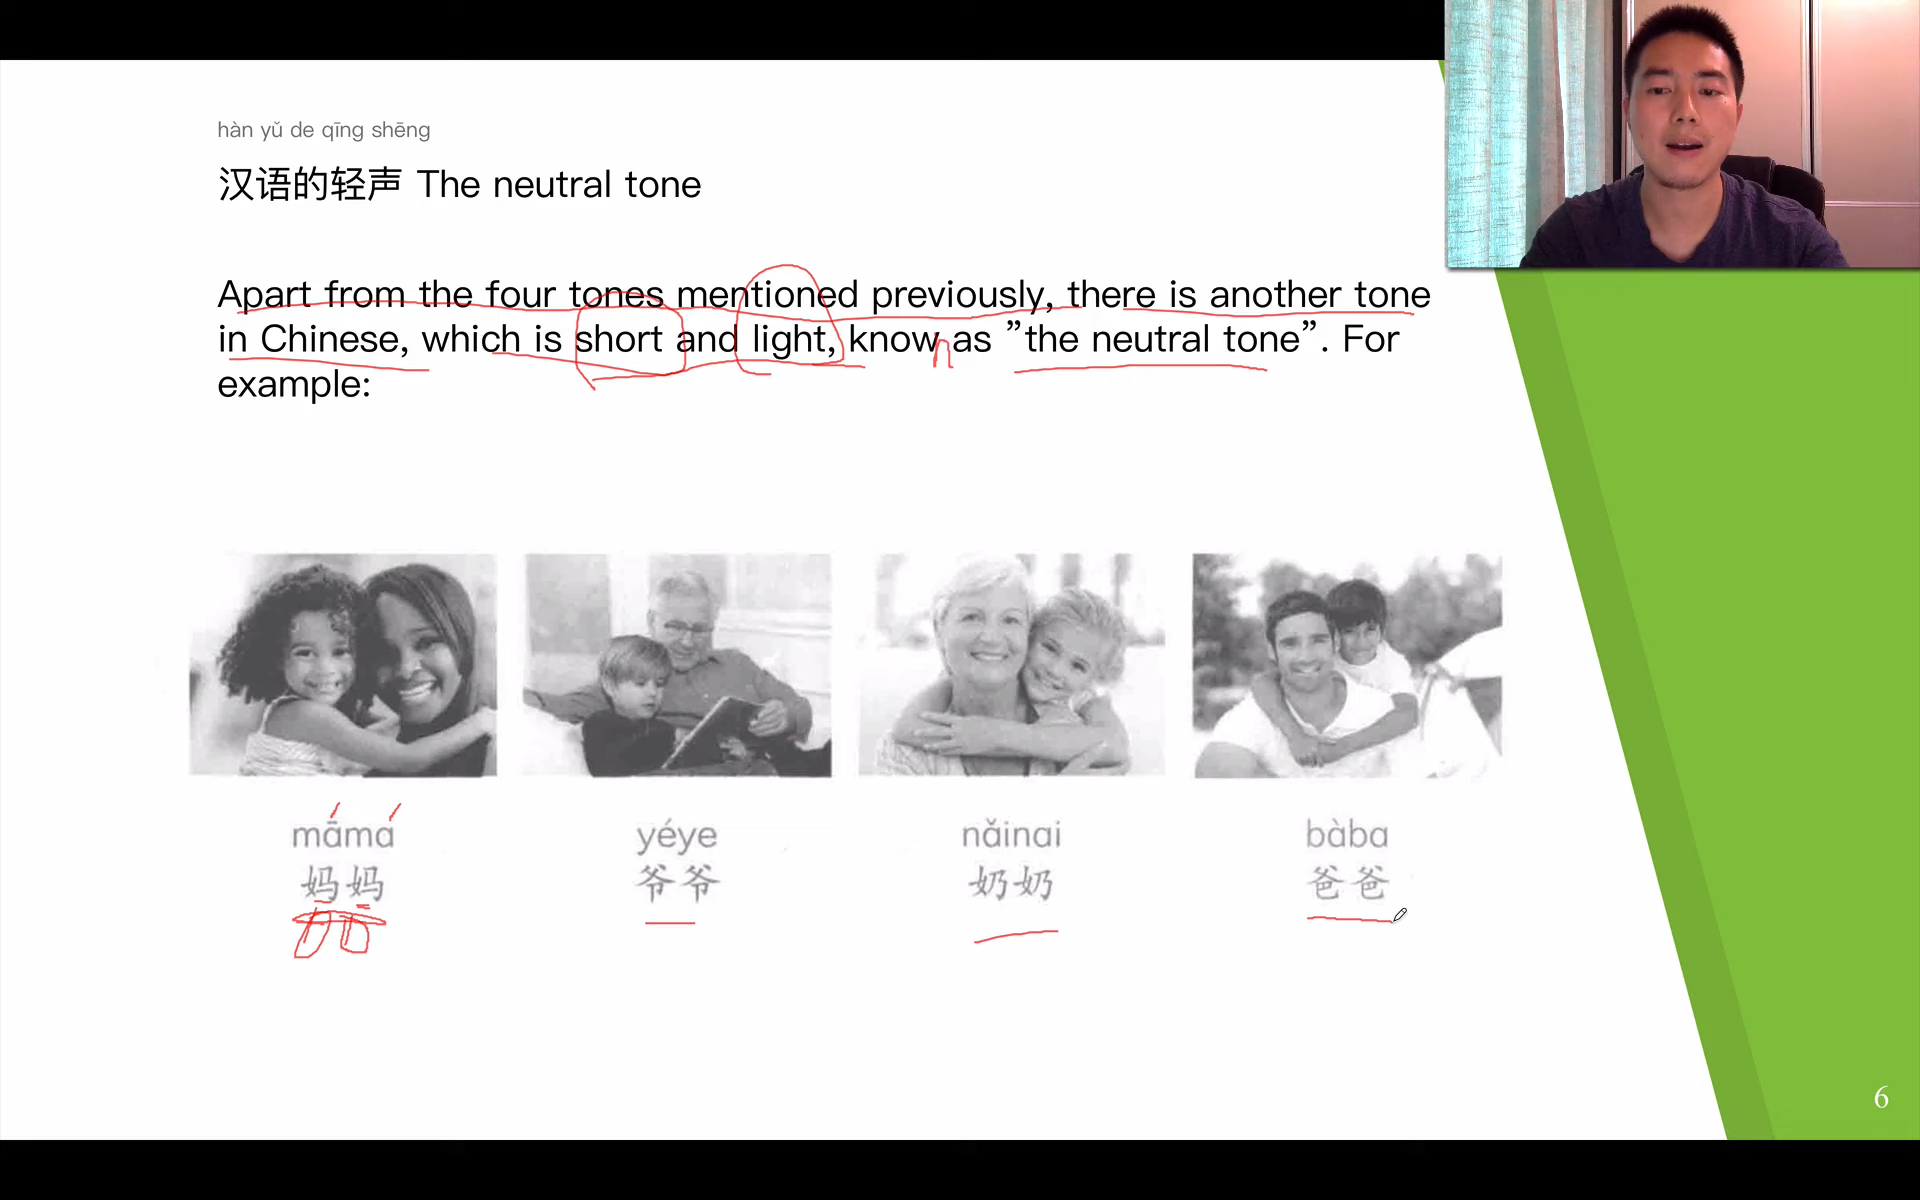 hàn yǔ de qīng shēng
汉语的轻声 The neutral tone
Apart from the four tones mentioned previously, there is another tone
in Chinese, which is short and light, known as ”the neutral tone”. For
example:
māma yéye nǎinai bàba
妈妈 爷爷 奶奶 爸爸
6